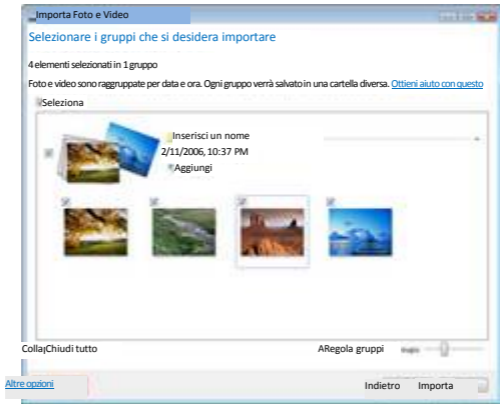 Importa Foto e Video
Selezionare i gruppi che si desidera importare
4 elementi selezionati in 1 gruppo
Foto e video sono raggruppate per data e ora. Ogni gruppo verrà salvato in una cartella diversa. Ottieni aiuto con questo
Seleziona
Inserisci un nome
2/11/2006, 10:37 PM
Aggiungi
Chiudi tutto
Regola gruppi
Altre opzioni
Indietro Importa